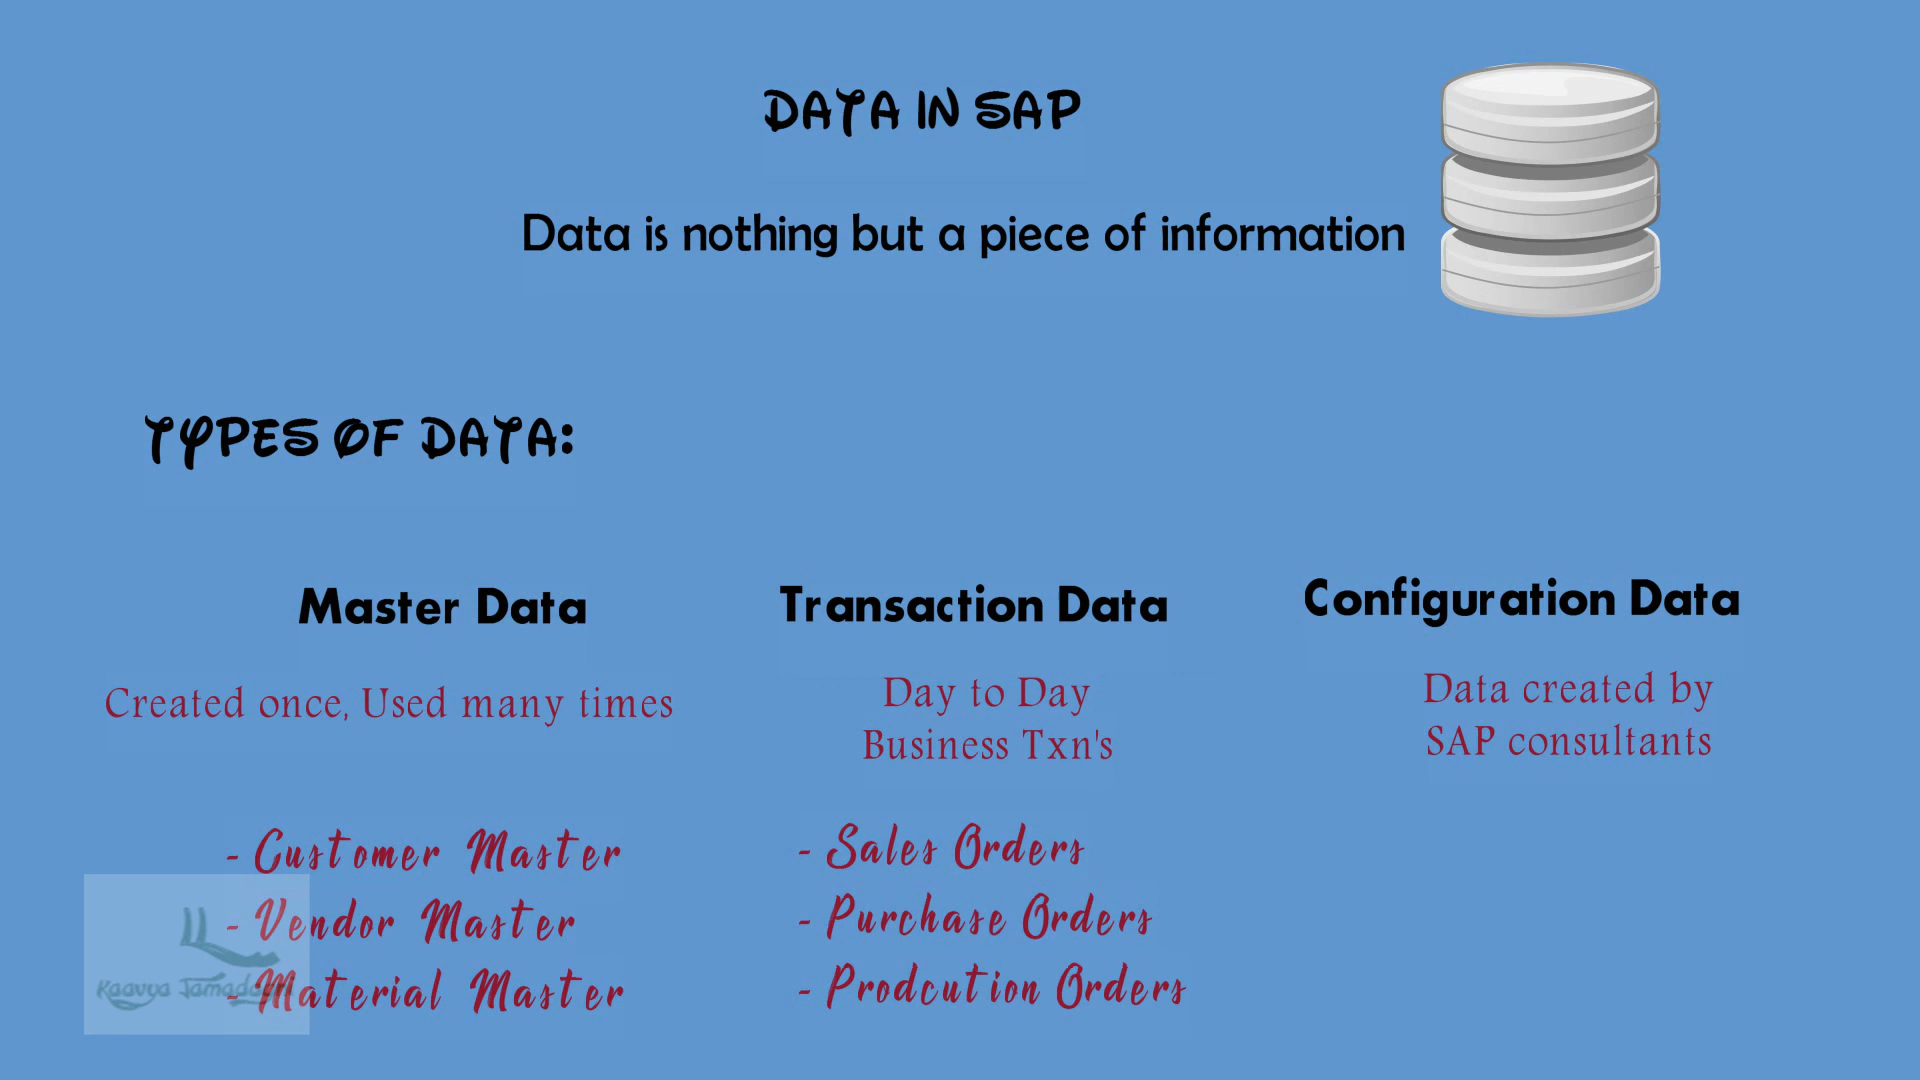 DATA IN SAP
Data is nothing but a piece of information
TYPES OF DATA:
Master Data
Created once, Used many times
- Customer Master
- Vendor Master
- Material Master
Transaction Data
Day to Day
Business Txn's
- Sales Orders
- Purchase Orders
- Prodcution Orders
Configuration Data
Data created by
SAP consultants
Kaavya